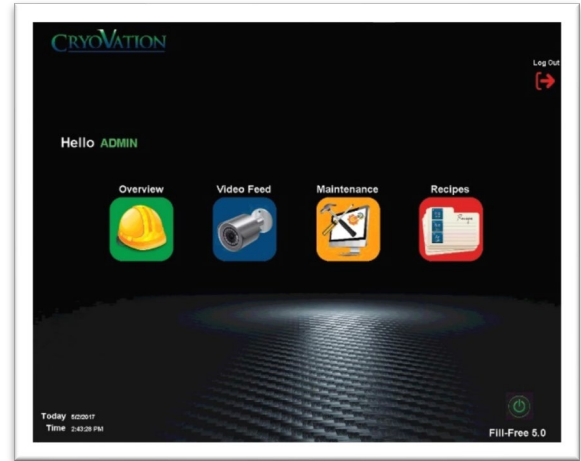 CRYOVATION
Log Out
Hello ADMIN
Overview Video Feed Maintenance Recipes
Recipe
Today 5/2/2017
Time 2:43:28 PM
Fill-Free 5.0